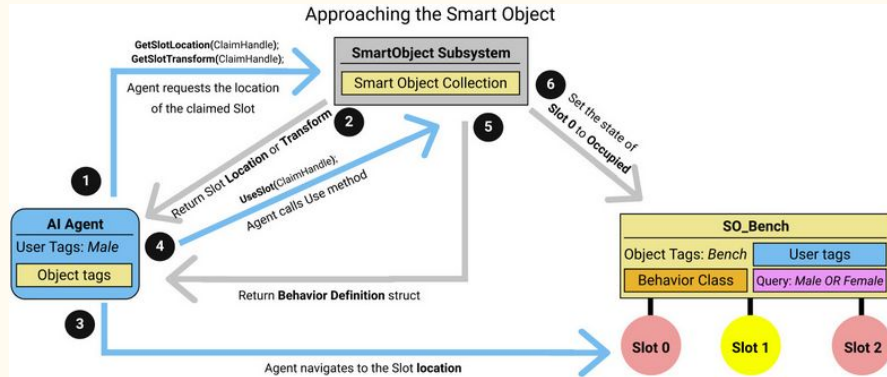 Approaching the Smart Object
GetSlotLocation(ClaimHandle);
GetSlotTransform(ClaimHandle);
Agent requests the location
of the claimed Slot
SmartObject Subsystem
Smart Object Collection
1
2
Return Slot Location or Transform
UseSlot(ClaimHandle);
Agent calls Use method
5
6
Set the state of
Slot 0 to Occupied
AI Agent
User Tags: Male
Object tags
4
Return Behavior Definition struct
3
Agent navigates to the Slot location
SO_Bench
Object Tags: Bench
User tags
Behavior Class
Query: Male OR Female
Slot 0
Slot 1
Slot 2